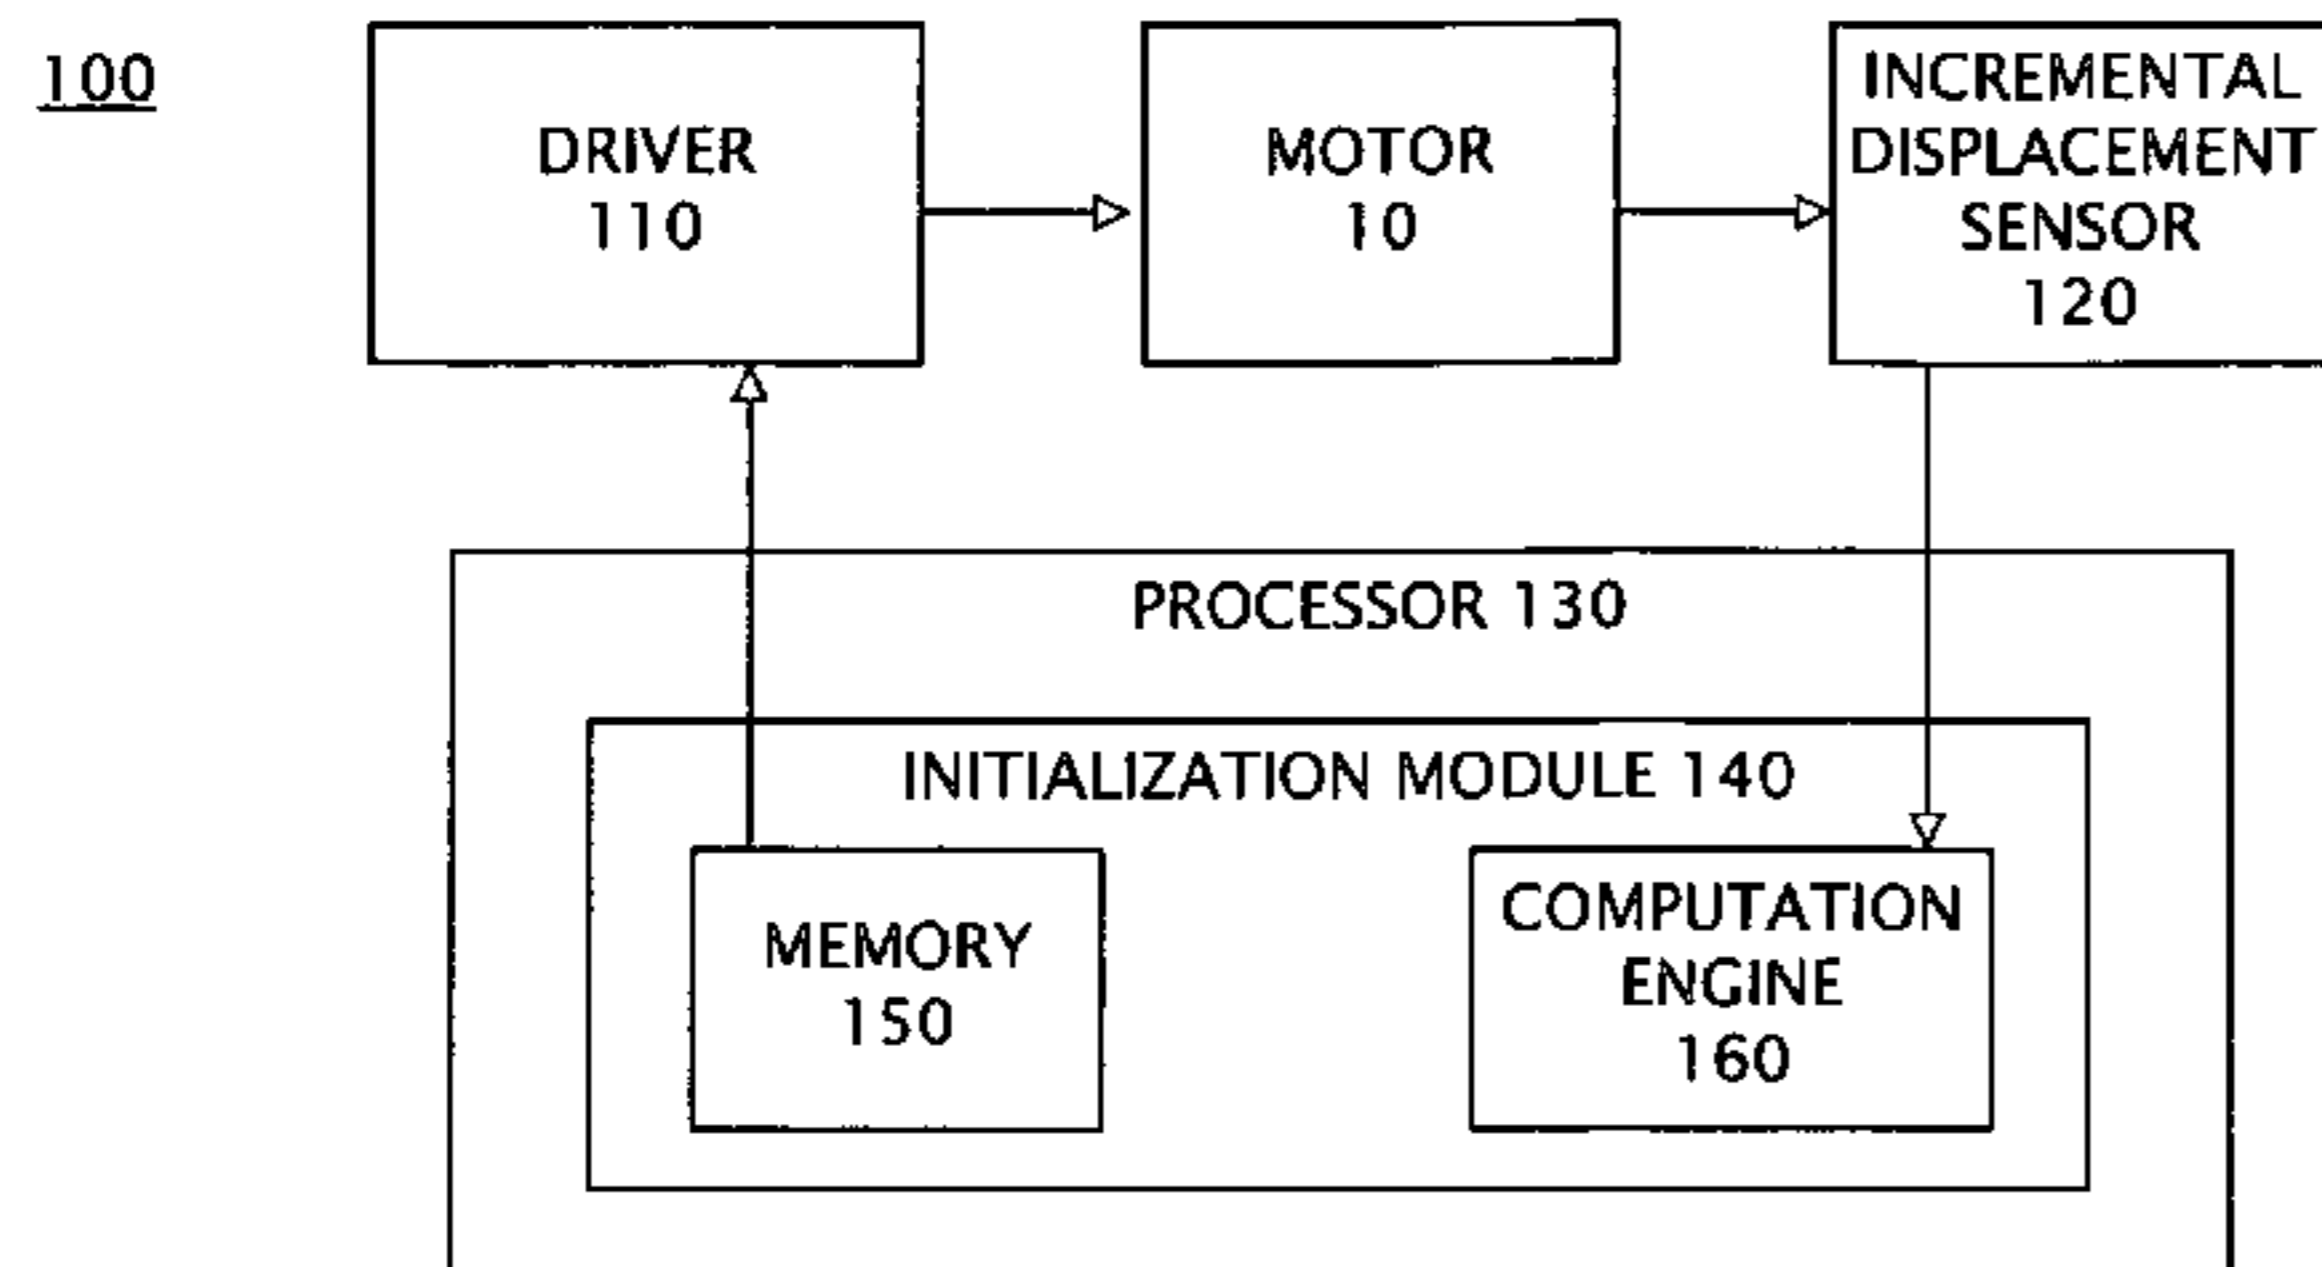 100
DRIVER
110
MOTOR
10
INCREMENTAL
DISPLACEMENT
SENSOR
120
PROCESSOR 130
INITIALIZATION MODULE 140
MEMORY
150
COMPUTATION
ENGINE
160